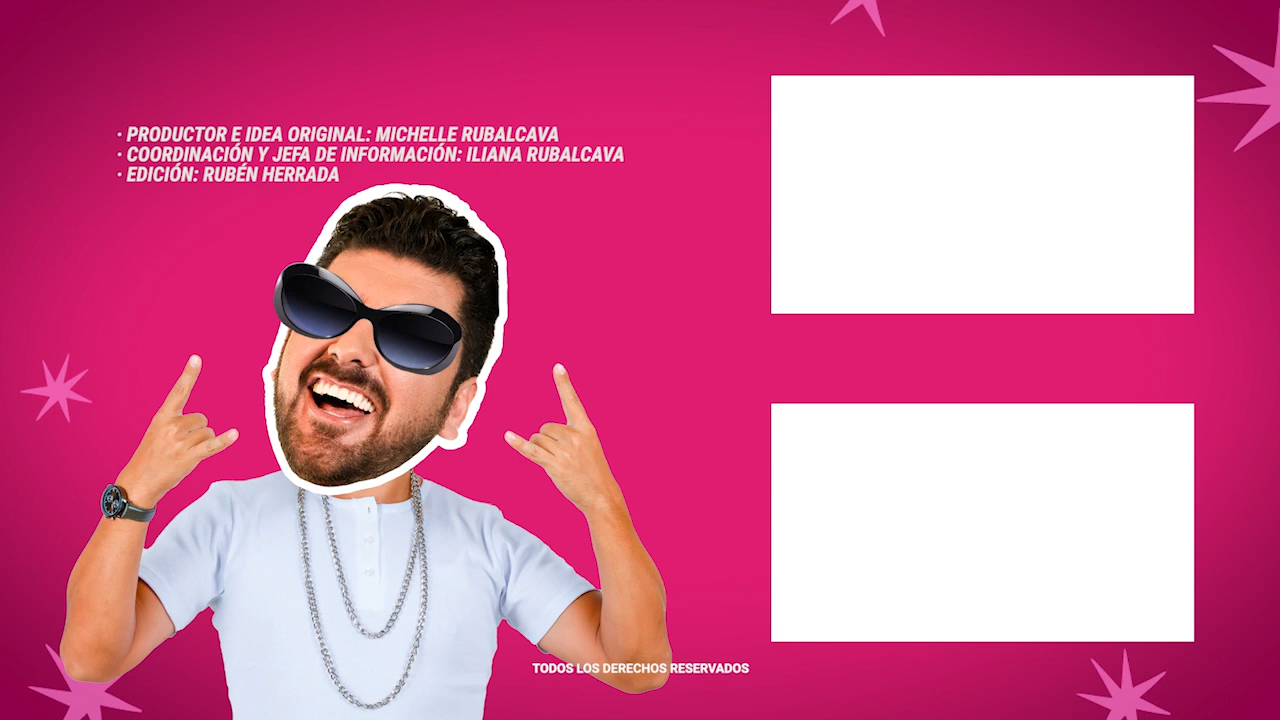 · PRODUCTOR E IDEA ORIGINAL: MICHELLE RUBALCAVA
· COORDINACIÓN Y JEFA DE INFORMACIÓN: ILIANA RUBALCAVA
· EDICIÓN: RUBÉN HERRADA
TODOS LOS DERECHOS RESERVADOS